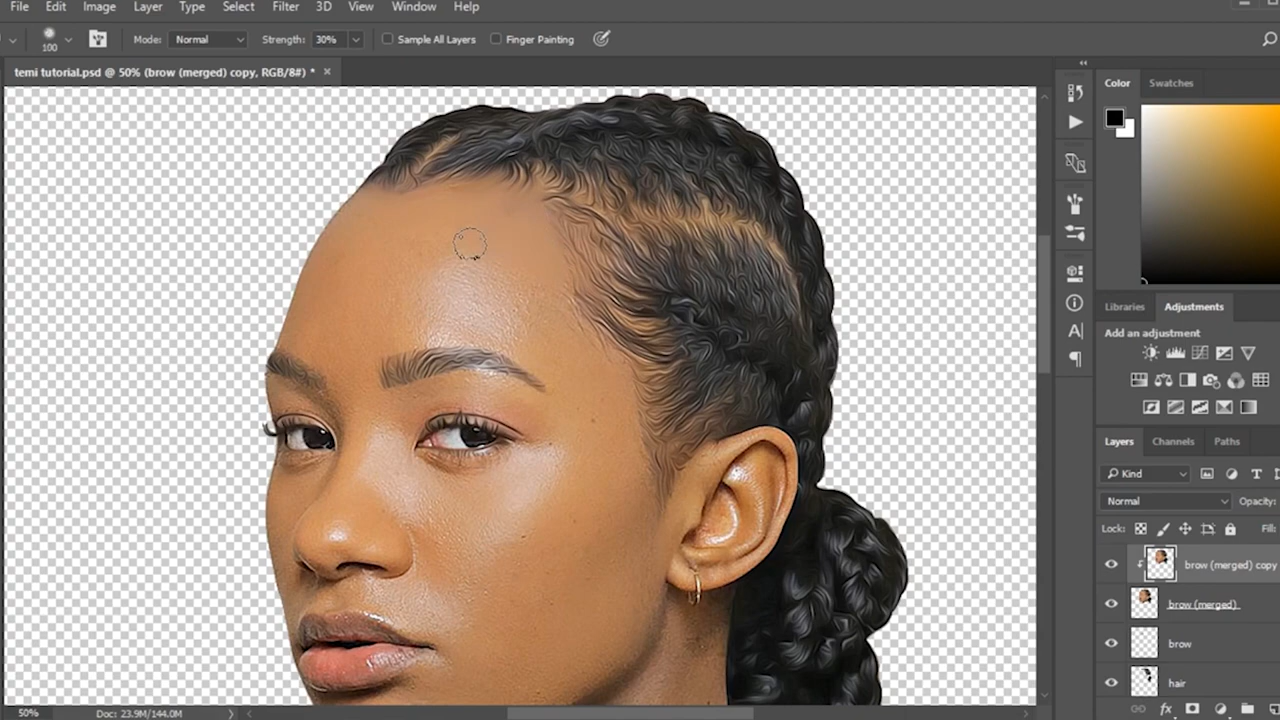 File Edit Image Layer Type Select Filter 3D View Window Help
100 Mode: Normal Strength: 30% Sample All Layers Finger Painting
temi tutorial.psd @ 50% (brow (merged) copy, RGB/8#) * ×
Color Swatches
Libraries Adjustments
Add an adjustment
Layers Channels Paths
Kind
Normal Opacity:
Lock: Fill:
brow (merged) copy
brow (merged)
brow
hair
50% Doc: 23.9M/144.0M